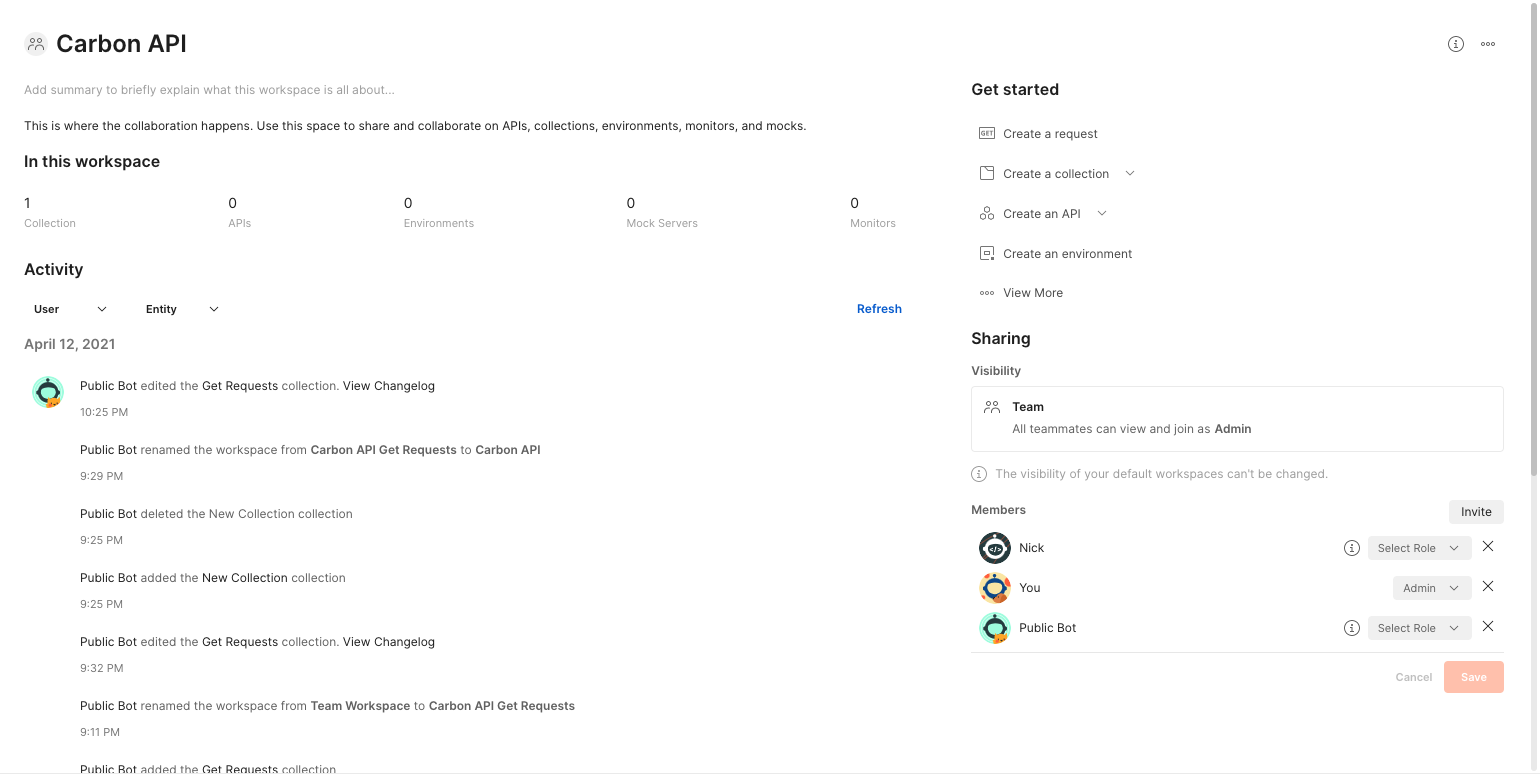 Carbon API
Add summary to briefly explain what this workspace is all about...
This is where the collaboration happens. Use this space to share and collaborate on APIs, collections, environments, monitors, and mocks.
In this workspace
1
Collection
0
APIs
0
Environments
0
Mock Servers
0
Monitors
Activity
User
Entity
Refresh
April 12, 2021
Public Bot edited the Get Requests collection. View Changelog
10:25 PM
Public Bot renamed the workspace from Carbon API Get Requests to Carbon API
9:29 PM
Public Bot deleted the New Collection collection
9:25 PM
Public Bot added the New Collection collection
9:25 PM
Public Bot edited the Get Requests collection. View Changelog
9:32 PM
Public Bot renamed the workspace from Team Workspace to Carbon API Get Requests
9:11 PM
Public Bot added the Get Requests collection
Get started
GET Create a request
Create a collection
Create an API
Create an environment
View More
Sharing
Visibility
Team
All teammates can view and join as Admin
The visibility of your default workspaces can't be changed.
Members
Invite
Nick
Select Role
You
Admin
Public Bot
Select Role
Cancel
Save